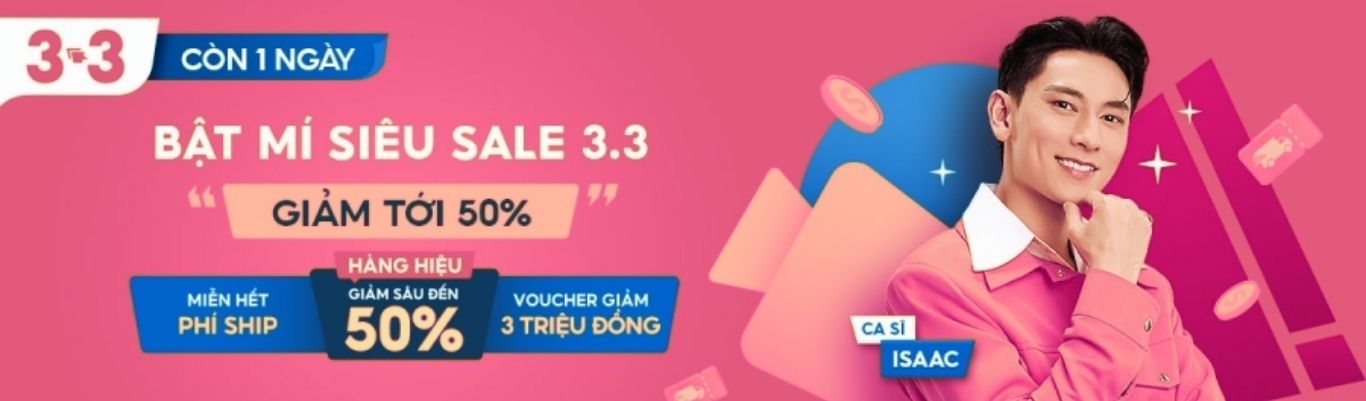 3-3
CÒN 1 NGÀY
BẬT MÍ SIÊU SALE 3.3
“ GIẢM TỚI 50% ”
MIỄN HẾT
PHÍ SHIP
HÀNG HIỆU
GIẢM SÂU ĐẾN
50%
VOUCHER GIẢM
3 TRIỆU ĐỒNG
CA SĨ
ISAAC